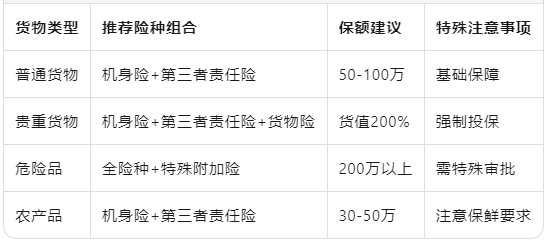 货物类型 推荐险种组合 保额建议 特殊注意事项
普通货物 机身险+第三者责任险 50-100万 基础保障
贵重货物 机身险+第三者责任险+货物险 货值200% 强制投保
危险品 全险种+特殊附加险 200万以上 需特殊审批
农产品 机身险+第三者责任险 30-50万 注意保鲜要求